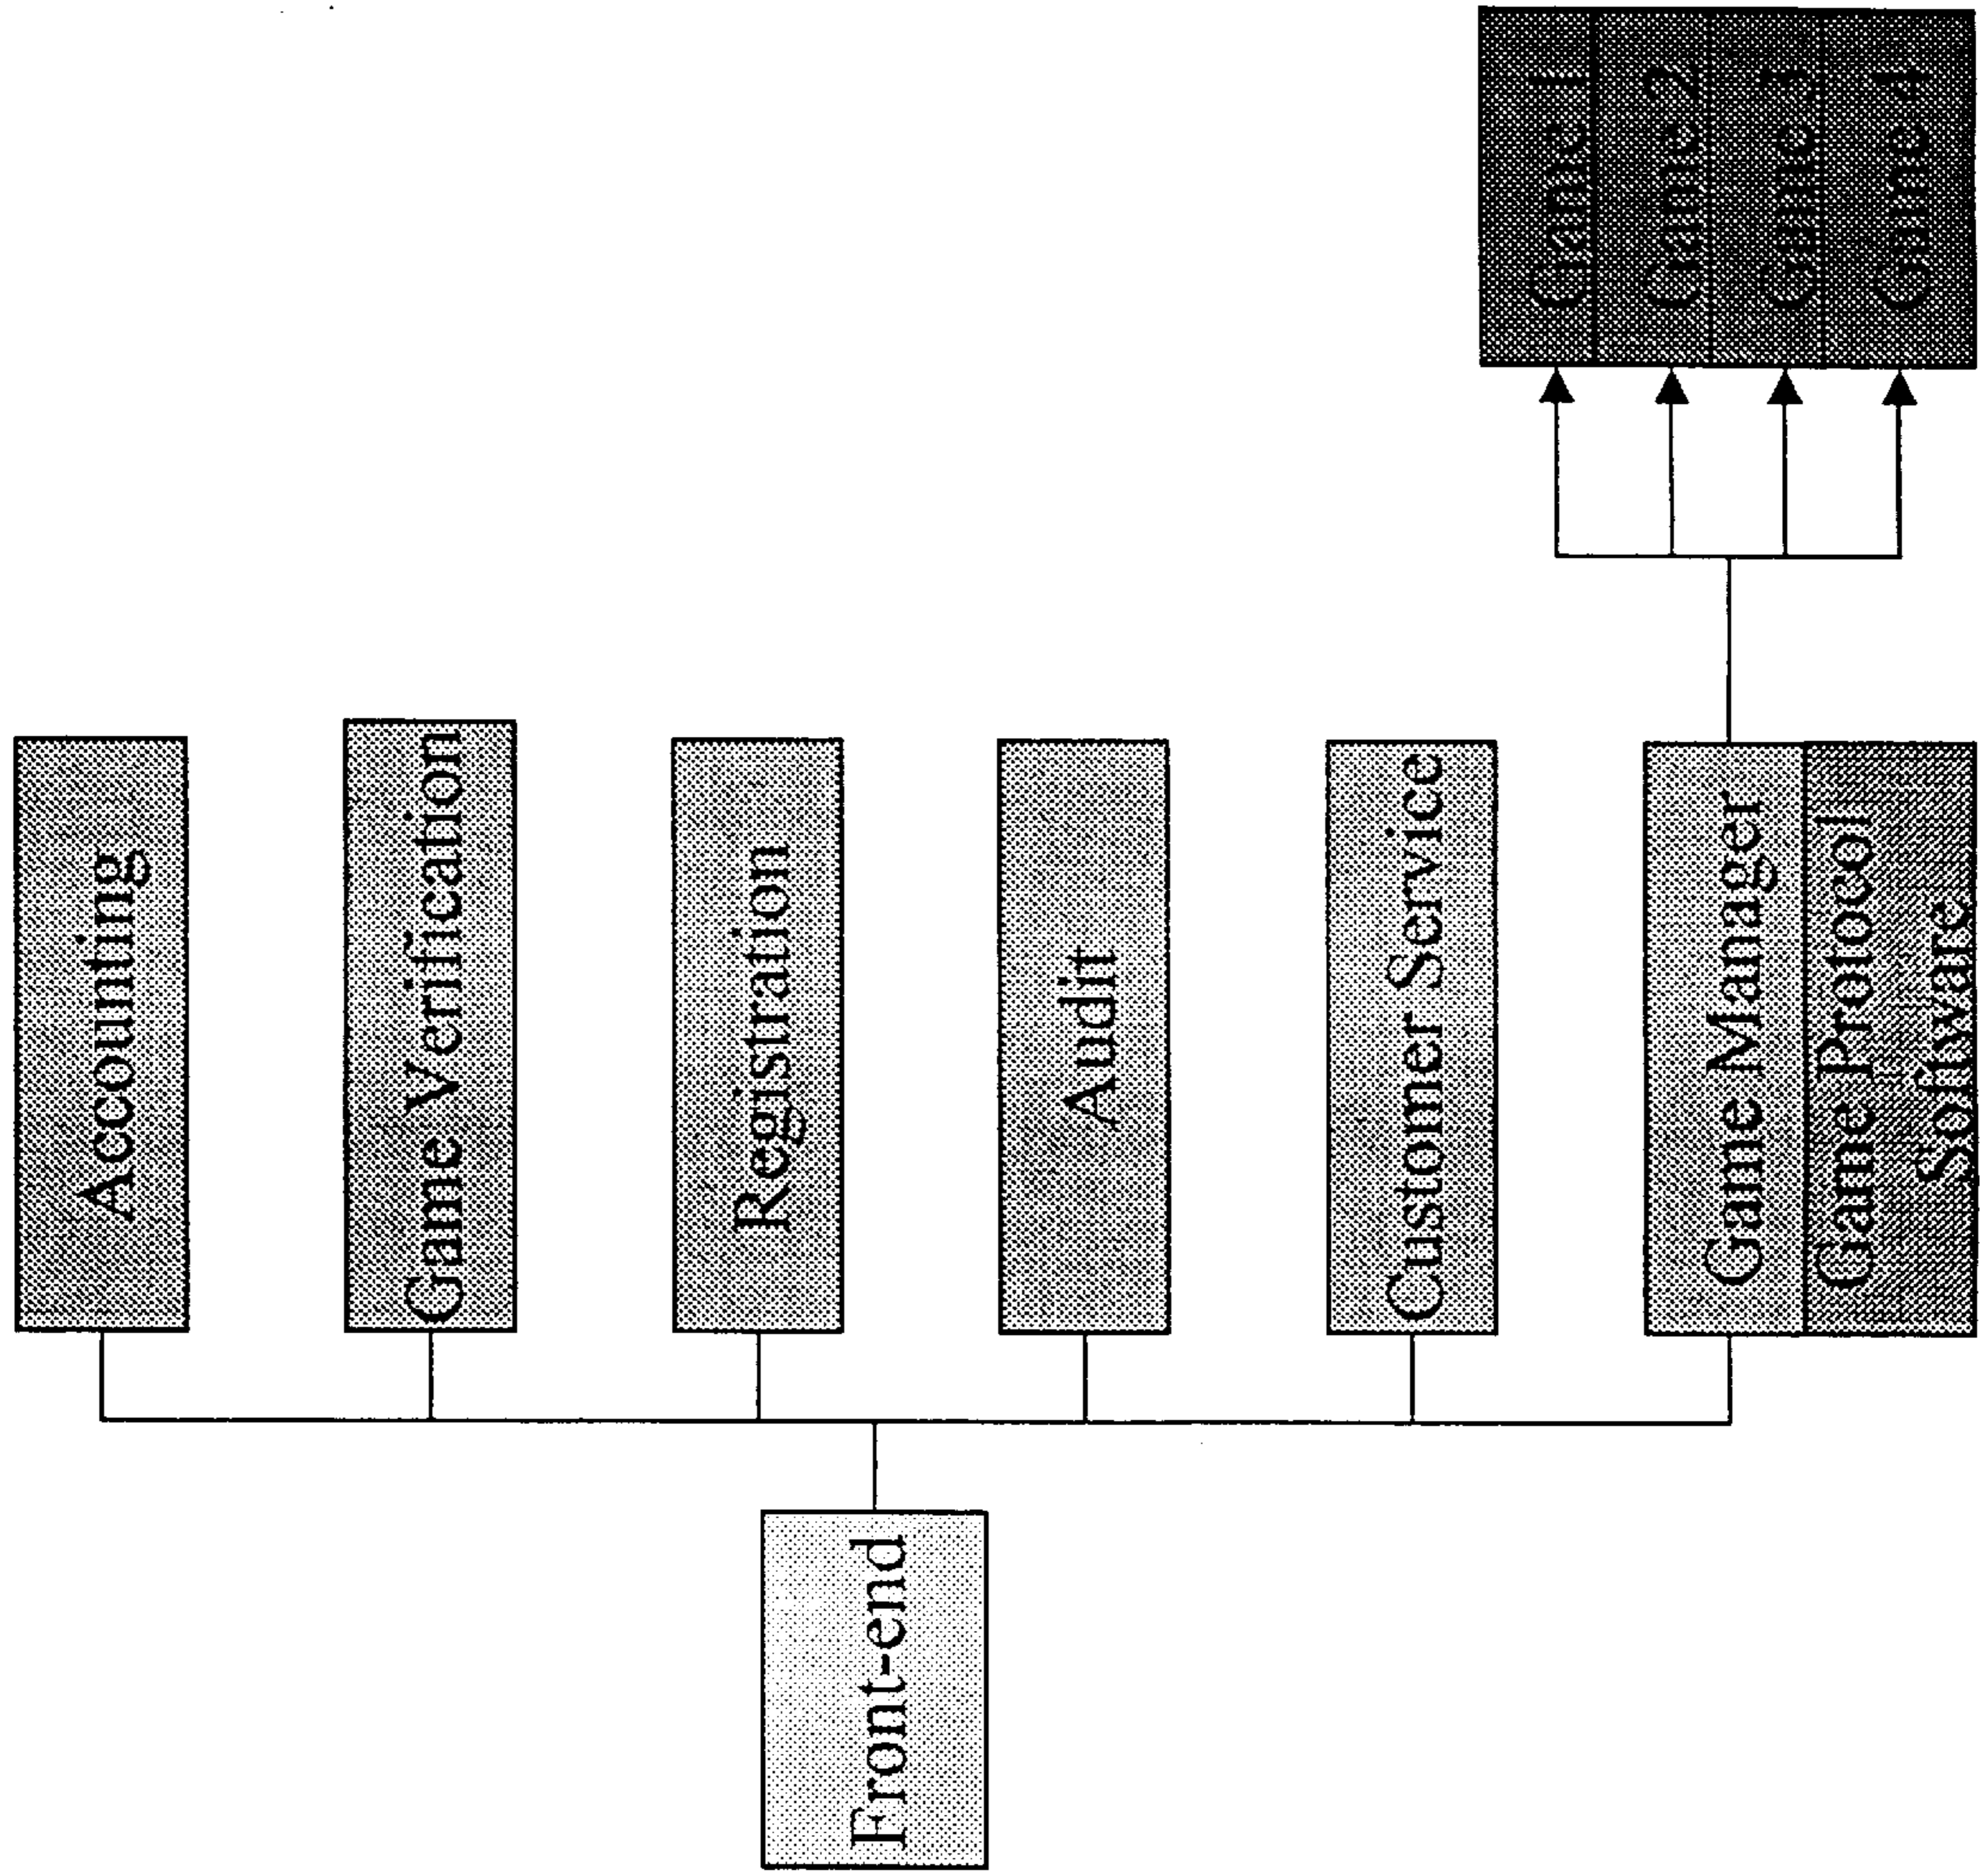 Front-end
Accounting
Game Verification
Registration
Audit
Customer Service
Game Manager
Game Protocol
Software
Game 1
Game 2
Game 3
Game 4